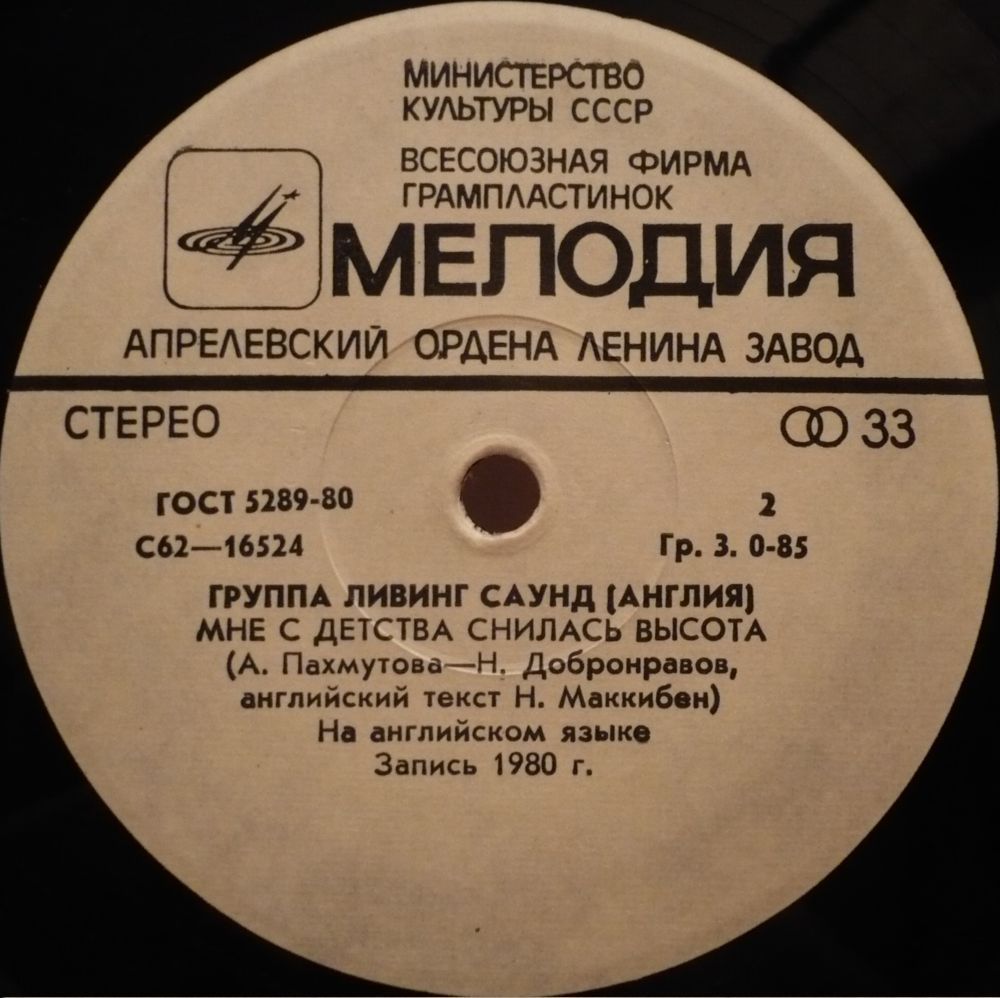 МИНИСТЕРСТВО
КУЛЬТУРЫ СССР
ВСЕСОЮЗНАЯ ФИРМА
ГРАМПЛАСТИНОК
МЕЛОДИЯ
АПРЕЛЕВСКИЙ ОРДЕНА ЛЕНИНА ЗАВОД
СТЕРЕО 33
ГОСТ 5289-80 2
С62—16524 Гр. 3. 0-85
ГРУППА ЛИВИНГ САУНД (АНГЛИЯ)
МНЕ С ДЕТСТВА СНИЛАСЬ ВЫСОТА
(А. Пахмутова—Н. Добронравов,
английский текст Н. Маккибен)
На английском языке
Запись 1980 г.